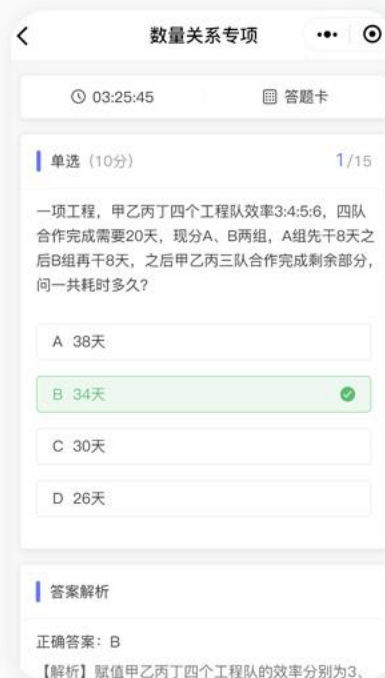 数量关系专项
03:25:45 答题卡
单选（10分） 1/15
一项工程，甲乙丙丁四个工程队效率3:4:5:6，四队
合作完成需要20天，现分A、B两组，A组先干8天之
后B组再干8天，之后甲乙丙三队合作完成剩余部分，
问一共耗时多久？
A 38天
B 34天
C 30天
D 26天
答案解析
正确答案：B
【解析】赋值甲乙丙丁四个工程队的效率分别为3、